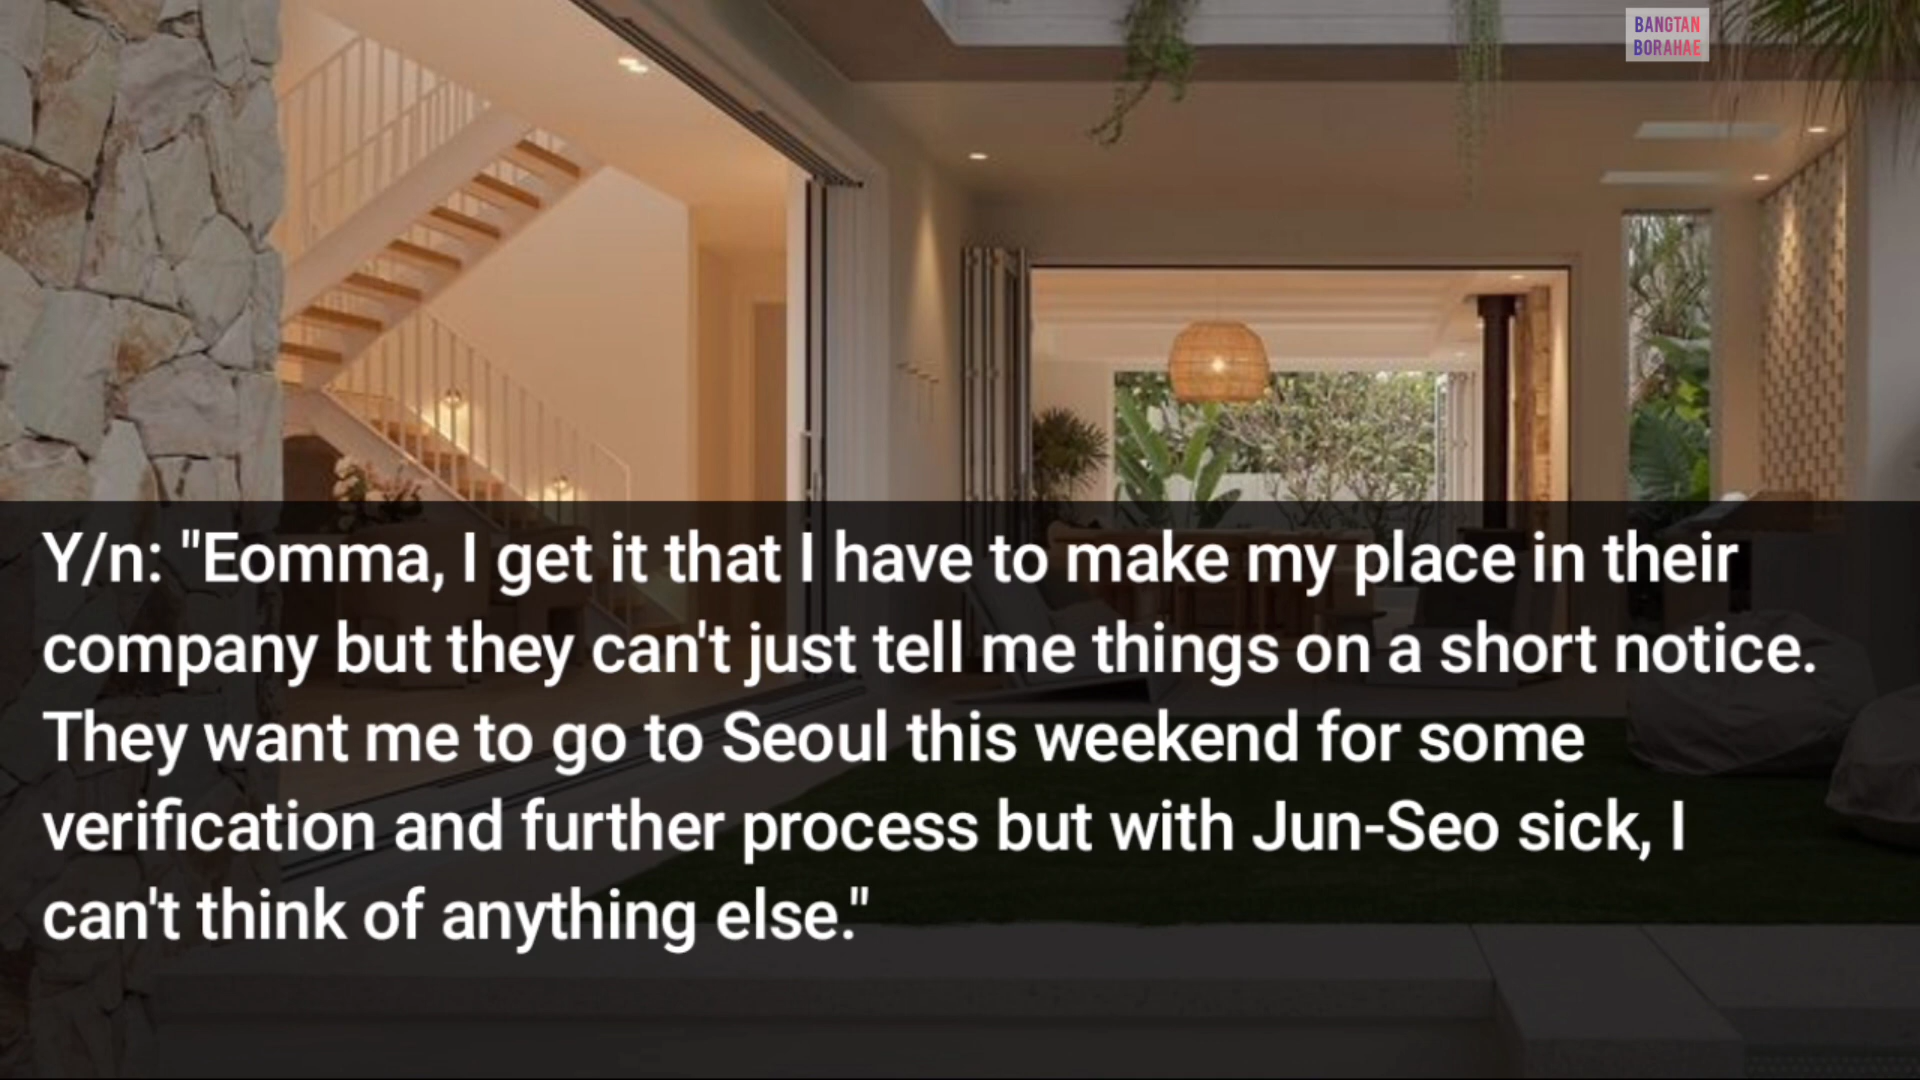 BANGTAN
BORAHAE
Y/n: "Eomma, I get it that I have to make my place in their
company but they can't just tell me things on a short notice.
They want me to go to Seoul this weekend for some
verification and further process but with Jun-Seo sick, I
can't think of anything else."